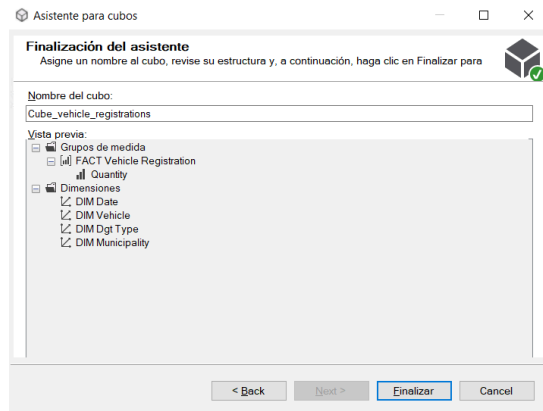 Asistente para cubos
Finalización del asistente
Asigne un nombre al cubo, revise su estructura y, a continuación, haga clic en Finalizar para
Nombre del cubo:
Cube_vehicle_registrations
Vista previa:
Grupos de medida
FACT Vehicle Registration
Quantity
Dimensiones
DIM Date
DIM Vehicle
DIM Dgt Type
DIM Municipality
< Back
Next >
Finalizar
Cancel